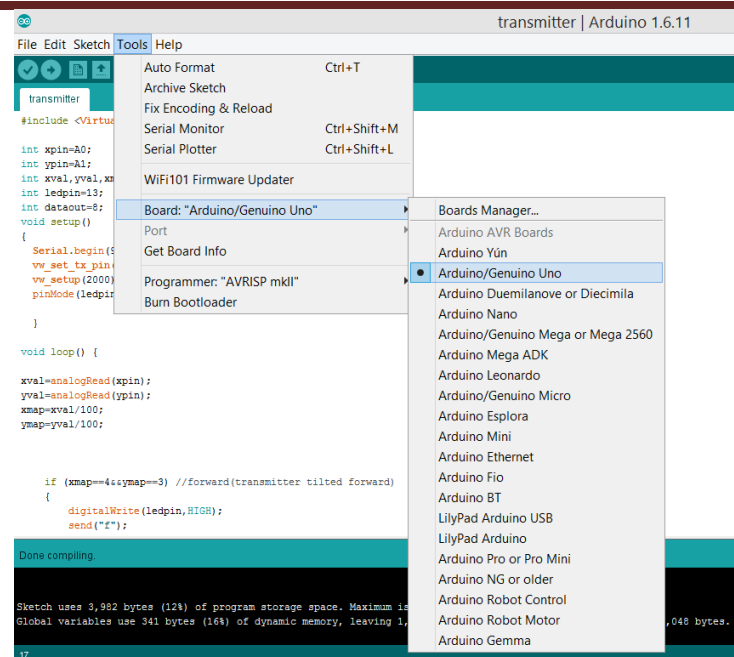 transmitter | Arduino 1.6.11
File Edit Sketch Tools Help
transmitter
Auto Format Ctrl+T
Archive Sketch
Fix Encoding & Reload
Serial Monitor Ctrl+Shift+M
Serial Plotter Ctrl+Shift+L
WiFi101 Firmware Updater
Board: "Arduino/Genuino Uno"
Port
Get Board Info
Programmer: "AVRISP mkII"
Burn Bootloader
Boards Manager...
Arduino AVR Boards
Arduino Yún
Arduino/Genuino Uno
Arduino Duemilanove or Diecimila
Arduino Nano
Arduino/Genuino Mega or Mega 2560
Arduino Mega ADK
Arduino Leonardo
Arduino/Genuino Micro
Arduino Esplora
Arduino Mini
Arduino Ethernet
Arduino Fio
Arduino BT
LilyPad Arduino USB
LilyPad Arduino
Arduino Pro or Pro Mini
Arduino NG or older
Arduino Robot Control
Arduino Robot Motor
Arduino Gemma
#include <Virtua
int xpin=A0;
int ypin=A1;
int xval,yval,xm
int ledpin=13;
int dataout=8;
void setup()
{
Serial.begin(9
vw_set_tx_pin(
vw_setup(2000)
pinMode(ledpin
}
void loop() {
xval=analogRead(xpin);
yval=analogRead(ypin);
xmap=xval/100;
ymap=yval/100;
if (xmap==4&&ymap==3) //forward(transmitter tilted forward)
{
digitalWrite(ledpin,HIGH);
send("f");
Done compiling.
Sketch uses 3,982 bytes (12%) of program storage space. Maximum is
Global variables use 341 bytes (16%) of dynamic memory, leaving 1, ,048 bytes.
17